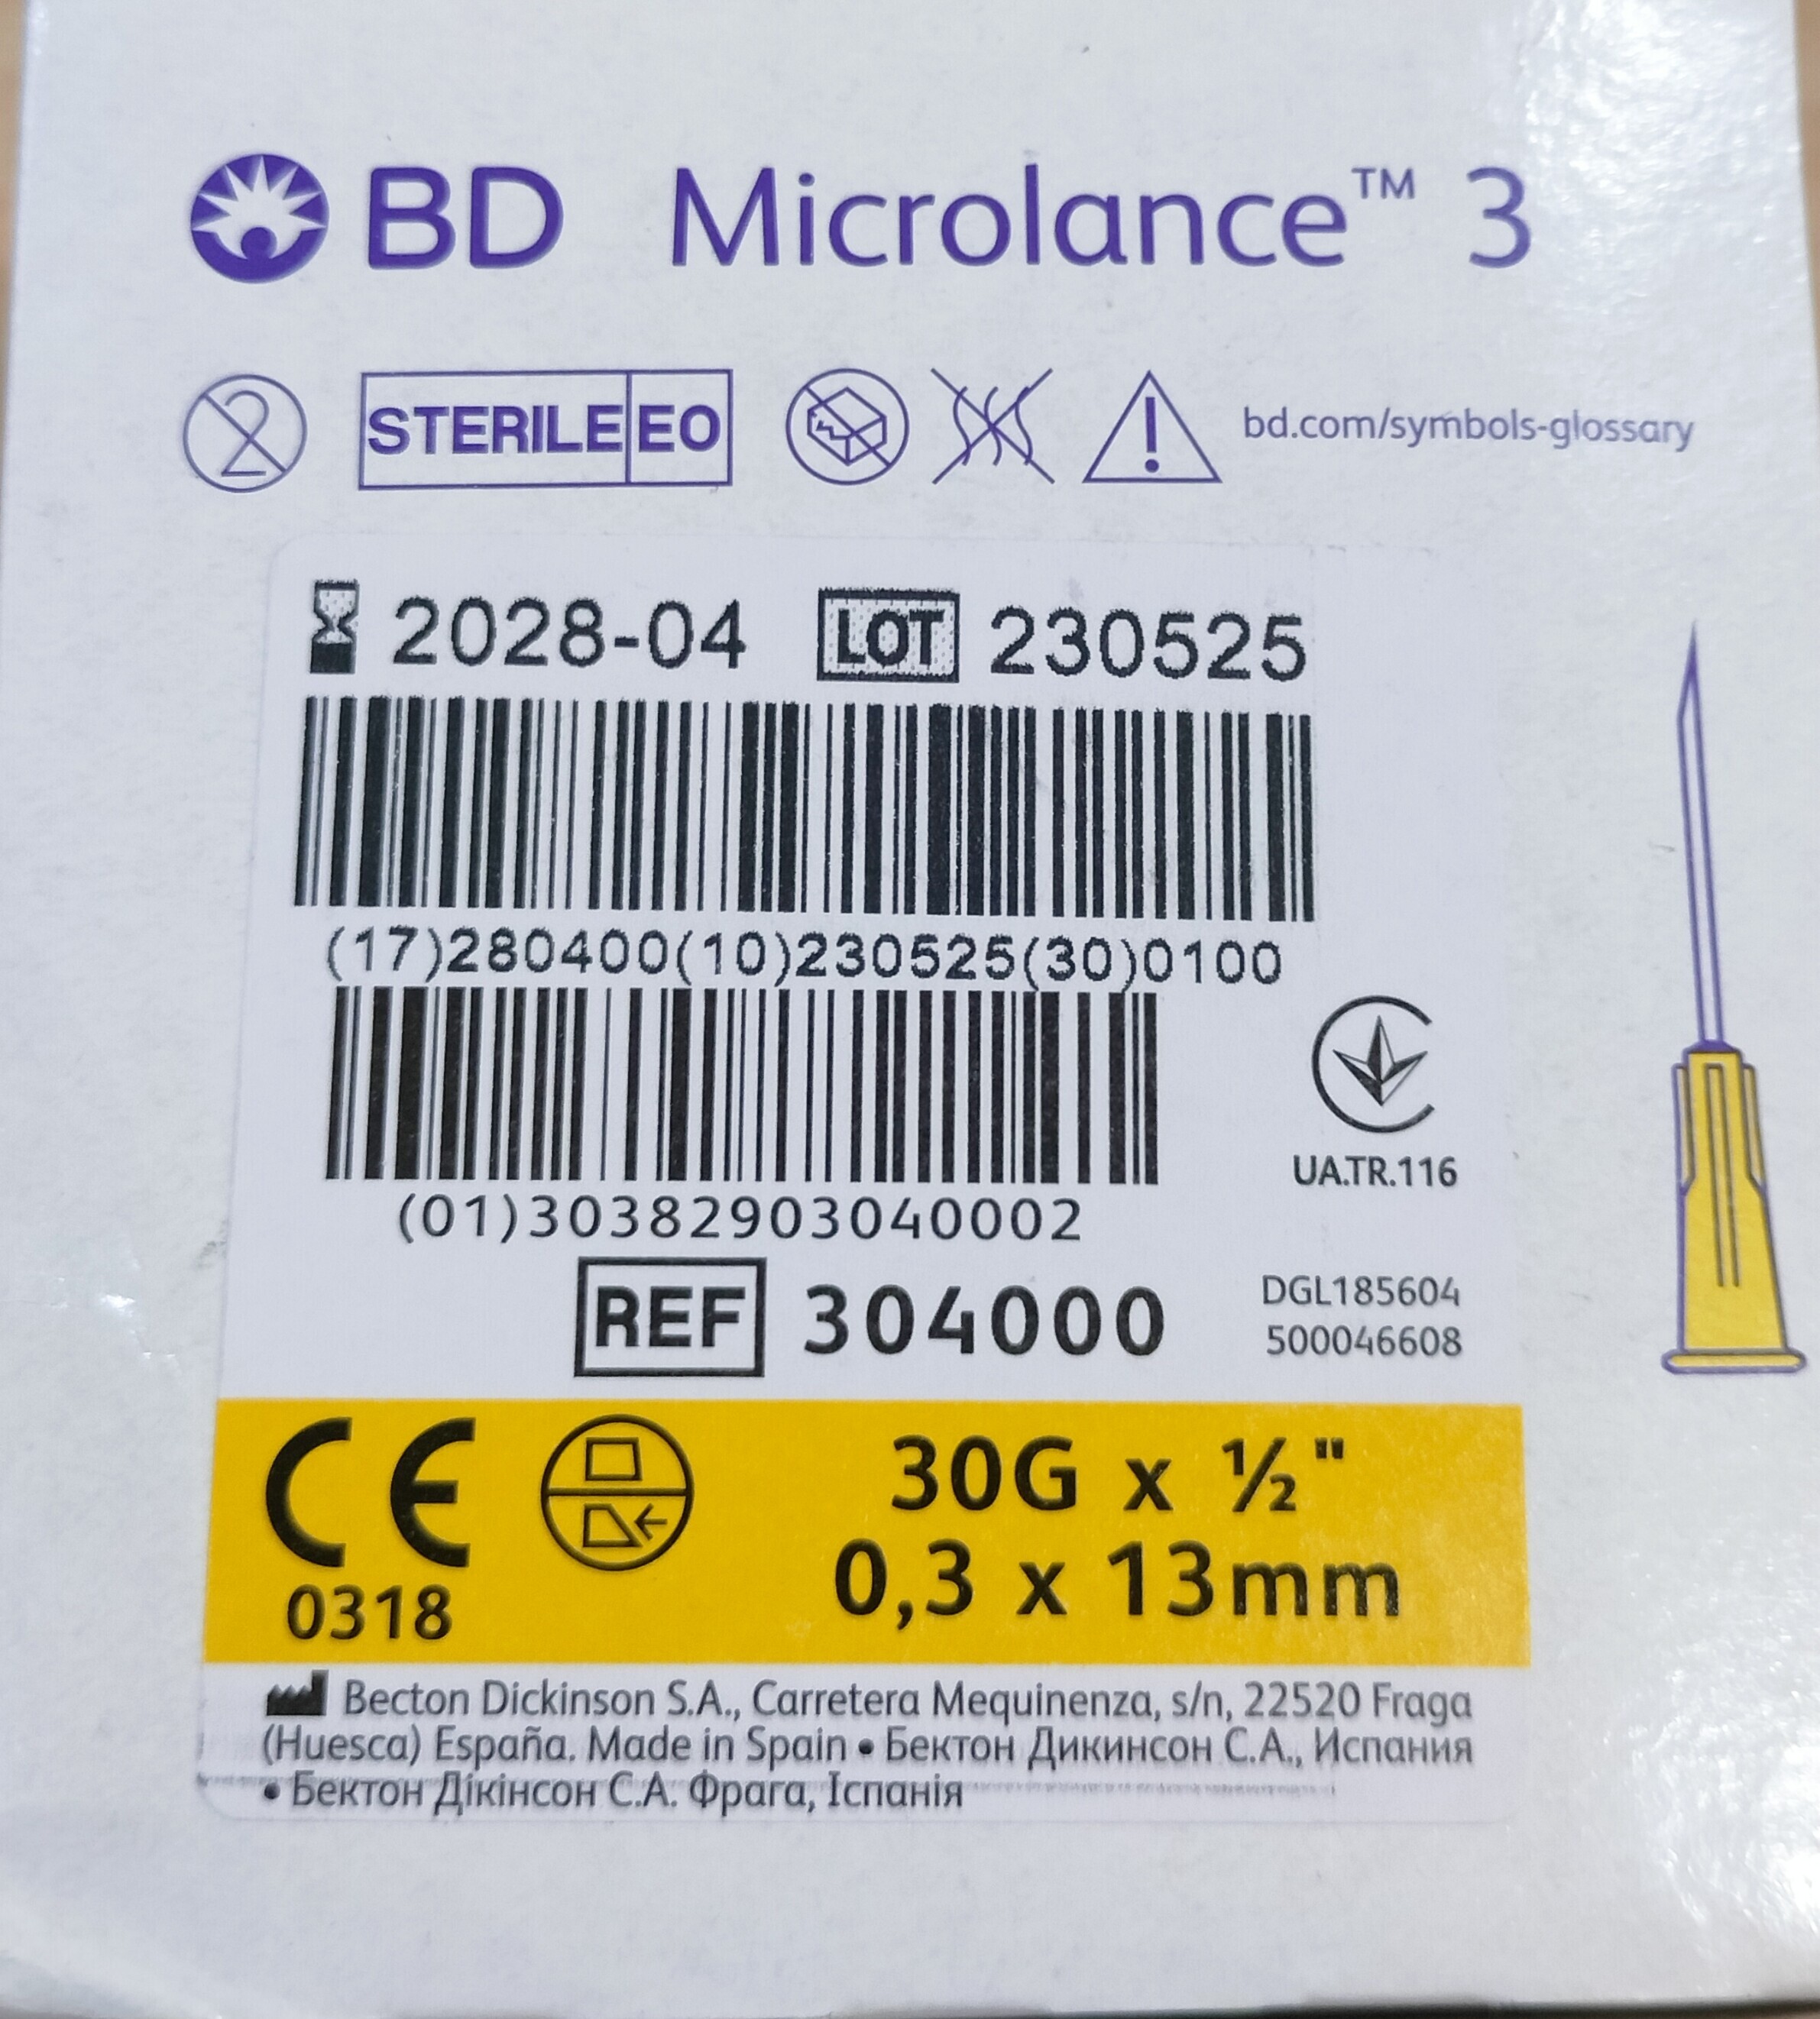 BD Microlance™ 3
2 STERILE EO bd.com/symbols-glossary
2028-04 LOT 230525
(17)280400(10)230525(30)0100
(01)30382903040002
UA.TR.116
REF 304000
DGL185604
500046608
CE
0318
30G x ½"
0,3 x 13mm
Becton Dickinson S.A., Carretera Mequinenza, s/n, 22520 Fraga
(Huesca) España. Made in Spain • Бектон Дикинсон С.А., Испания
• Бектон Дікінсон С.А. Фрага, Іспанія